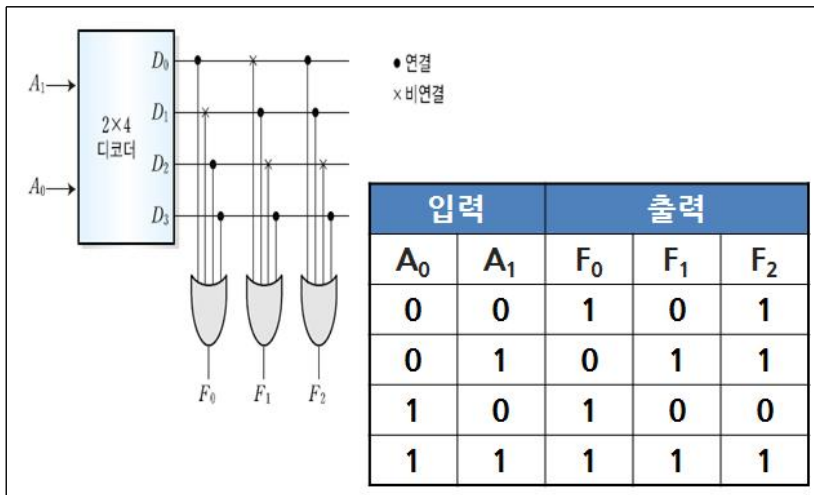 D₀
● 연결
A₁
× 비연결
D₁
2×4
디코더
D₂
A₀
D₃
F₀ F₁ F₂
입력 출력
A₀ A₁ F₀ F₁ F₂
0 0 1 0 1
0 1 0 1 1
1 0 1 0 0
1 1 1 1 1